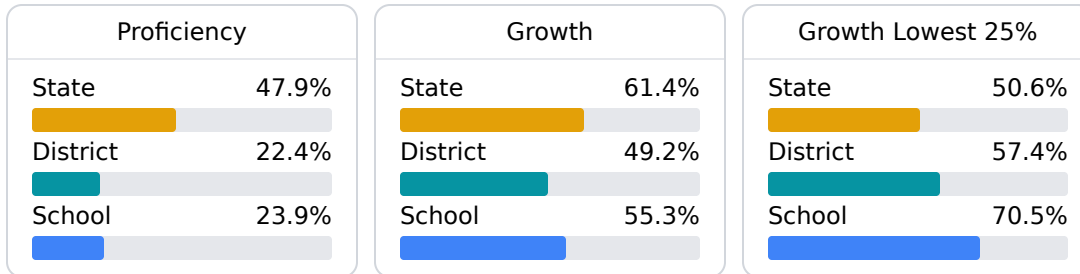 Proficiency
State 47.9%
District 22.4%
School 23.9%
Growth
State 61.4%
District 49.2%
School 55.3%
Growth Lowest 25%
State 50.6%
District 57.4%
School 70.5%